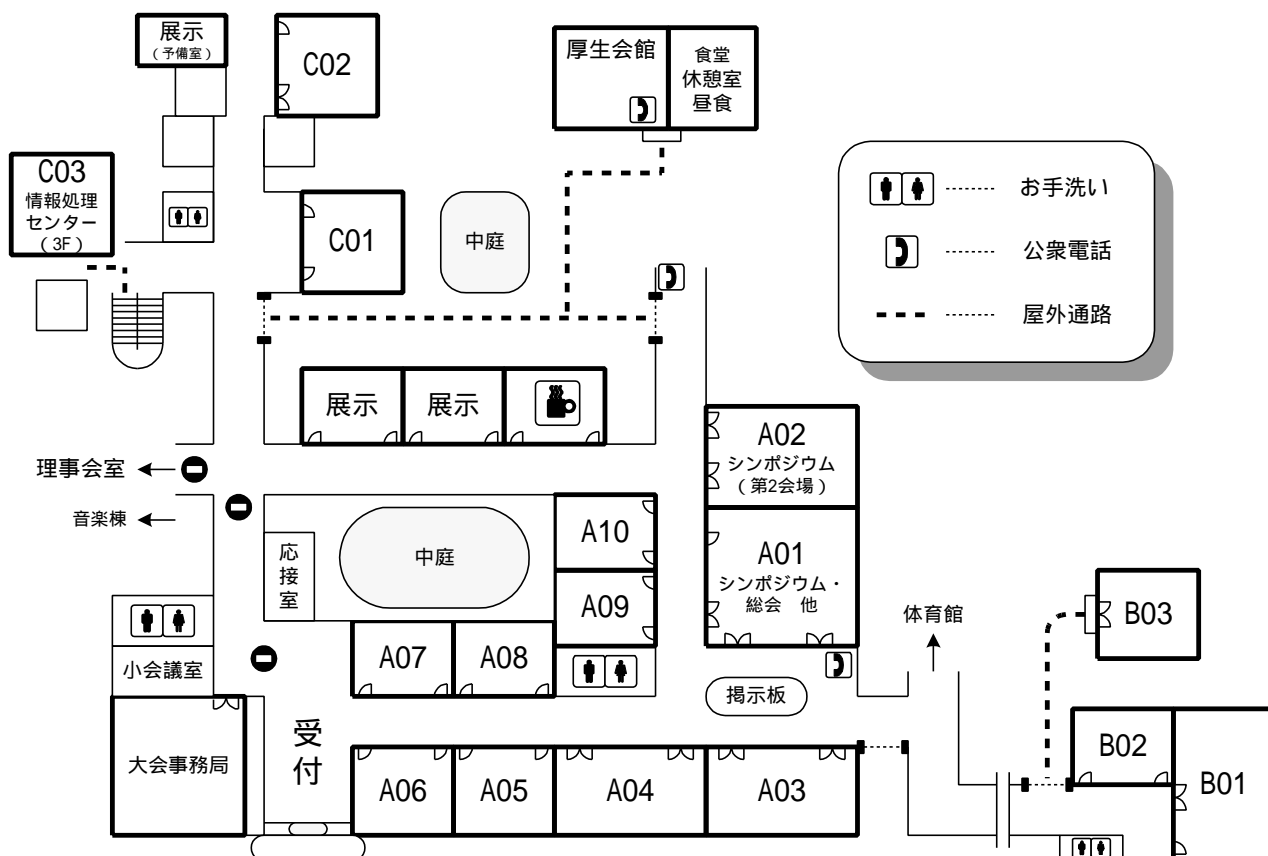 展示
(予備室)
C02
厚生会館
食堂
休憩室
昼食
C03
情報処理
センター
(3F)
C01
中庭
お手洗い
公衆電話
屋外通路
展示
展示
A02
シンポジウム
(第2会場)
理事会室
音楽棟
応接室
中庭
A10
A01
シンポジウム・
総会 他
A09
体育館
B03
A07
A08
小会議室
掲示板
受付
大会事務局
A06
A05
A04
A03
B02
B01